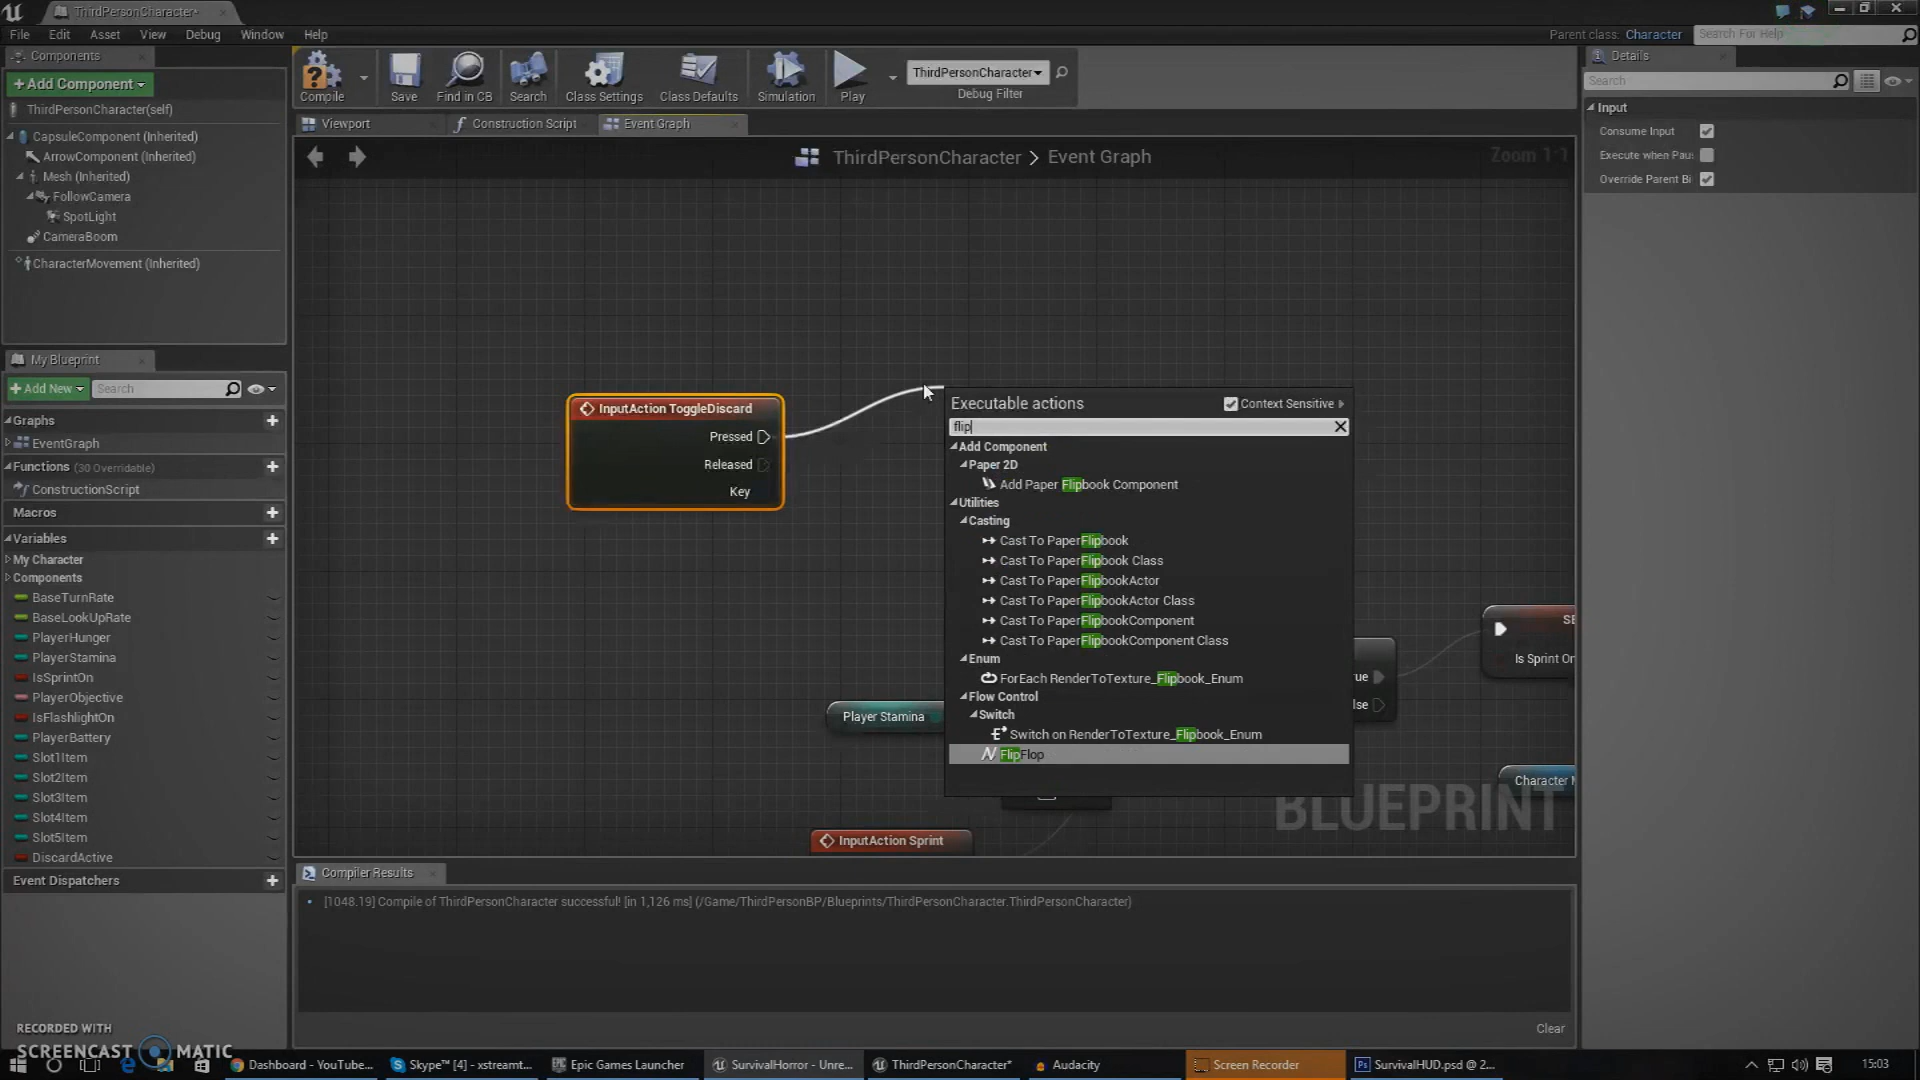 ThirdPersonCharacter*
File Edit Asset View Debug Window Help
Parent class: Character Search For Help
Components
Details
+Add Component
ThirdPersonCharacter(self)
CapsuleComponent (Inherited)
ArrowComponent (Inherited)
Mesh (Inherited)
FollowCamera
SpotLight
CameraBoom
CharacterMovement (Inherited)
Compile Save Find in CB Search Class Settings Class Defaults Simulation Play
ThirdPersonCharacter
Debug Filter
Search
Input
Consume Input
Execute when Pau
Override Parent Bi
Viewport Construction Script Event Graph
ThirdPersonCharacter > Event Graph
Zoom 1:1
My Blueprint
+Add New Search
Graphs
EventGraph
Functions (30 Overridable)
ConstructionScript
Macros
Variables
My Character
Components
BaseTurnRate
BaseLookUpRate
PlayerHunger
PlayerStamina
IsSprintOn
PlayerObjective
IsFlashlightOn
PlayerBattery
Slot1Item
Slot2Item
Slot3Item
Slot4Item
Slot5Item
DiscardActive
Event Dispatchers
InputAction ToggleDiscard
Pressed
Released
Key
Executable actions Context Sensitive
flip
Add Component
Paper 2D
Add Paper Flipbook Component
Utilities
Casting
Cast To PaperFlipbook
Cast To PaperFlipbook Class
Cast To PaperFlipbookActor
Cast To PaperFlipbookActor Class
Cast To PaperFlipbookComponent
Cast To PaperFlipbookComponent Class
Enum
ForEach RenderToTexture_Flipbook_Enum
Flow Control
Switch
Switch on RenderToTexture_Flipbook_Enum
FlipFlop
Player Stamina
InputAction Sprint
rue
lse
SE
Is Sprint On
Character M
BLUEPRINT
Compiler Results
[1048.19] Compile of ThirdPersonCharacter successful! [in 1,126 ms] (/Game/ThirdPersonBP/Blueprints/ThirdPersonCharacter.ThirdPersonCharacter)
Clear
RECORDED WITH
SCREENCAST MATIC
Dashboard - YouTube... Skype™ [4] - xstreamt... Epic Games Launcher SurvivalHorror - Unre... ThirdPersonCharacter* Audacity Screen Recorder SurvivalHUD.psd @ 2... 15:03